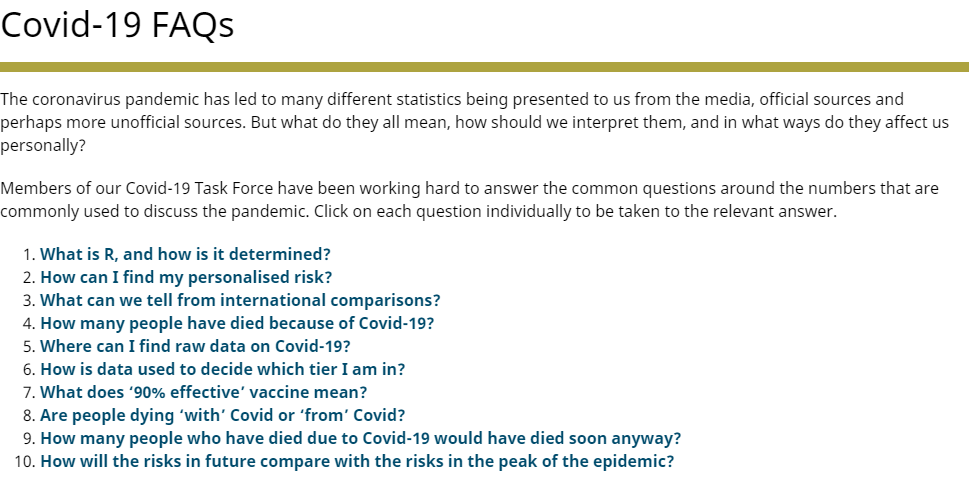 Covid-19 FAQs
The coronavirus pandemic has led to many different statistics being presented to us from the media, official sources and
perhaps more unofficial sources. But what do they all mean, how should we interpret them, and in what ways do they affect us
personally?
Members of our Covid-19 Task Force have been working hard to answer the common questions around the numbers that are
commonly used to discuss the pandemic. Click on each question individually to be taken to the relevant answer.
1. What is R, and how is it determined?
2. How can I find my personalised risk?
3. What can we tell from international comparisons?
4. How many people have died because of Covid-19?
5. Where can I find raw data on Covid-19?
6. How is data used to decide which tier I am in?
7. What does ‘90% effective’ vaccine mean?
8. Are people dying ‘with’ Covid or ‘from’ Covid?
9. How many people who have died due to Covid-19 would have died soon anyway?
10. How will the risks in future compare with the risks in the peak of the epidemic?